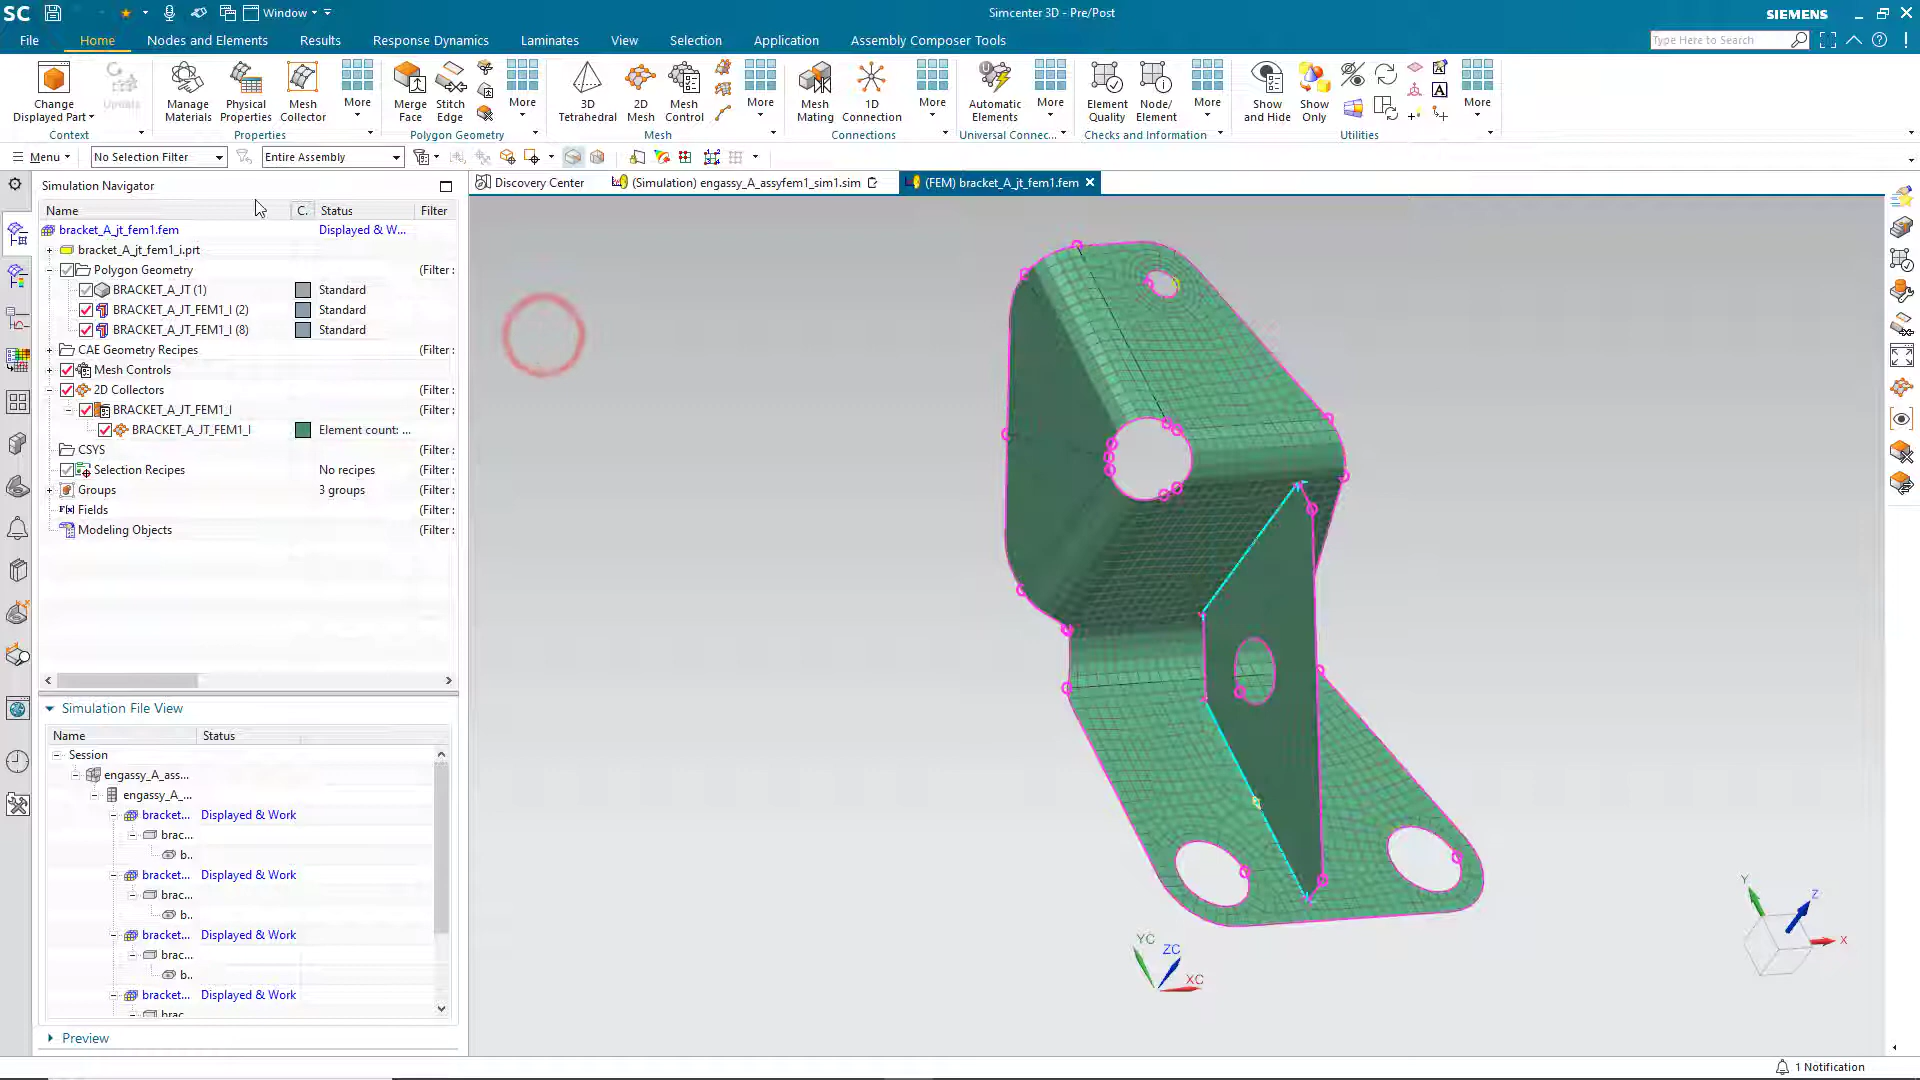 SC Window Simcenter 3D - Pre/Post SIEMENS
File Home Nodes and Elements Results Response Dynamics Laminates View Selection Application Assembly Composer Tools Type Here to Search
Change Displayed Part Update Manage Materials Physical Properties Mesh Collector More Merge Face Stitch Edge More 3D Tetrahedral 2D Mesh Mesh Control More Mesh Mating 1D Connection More Automatic Elements More Element Quality Node/Element More Show and Hide Show Only More
Context Properties Polygon Geometry Mesh Connections Universal Connec... Checks and Information Utilities
Menu No Selection Filter Entire Assembly
Simulation Navigator Discovery Center (Simulation) engassy_A_assyfem1_sim1.sim (FEM) bracket_A_jt_fem1.fem
Name C. Status Filter
bracket_A_jt_fem1.fem Displayed & W...
bracket_A_jt_fem1_i.prt
Polygon Geometry (Filter :
BRACKET_A_JT (1) Standard
BRACKET_A_JT_FEM1_I (2) Standard
BRACKET_A_JT_FEM1_I (8) Standard
CAE Geometry Recipes (Filter :
Mesh Controls (Filter :
2D Collectors (Filter :
BRACKET_A_JT_FEM1_I (Filter :
BRACKET_A_JT_FEM1_I Element count: ...
CSYS (Filter :
Selection Recipes No recipes (Filter :
Groups 3 groups (Filter :
Fields (Filter :
Modeling Objects (Filter :
Simulation File View
Name Status
Session
engassy_A_ass...
engassy_A_...
bracket... Displayed & Work
brac...
b..
bracket... Displayed & Work
brac...
b..
bracket... Displayed & Work
brac...
b..
bracket... Displayed & Work
brac...
Preview
YC ZC XC
Y Z X
1 Notification